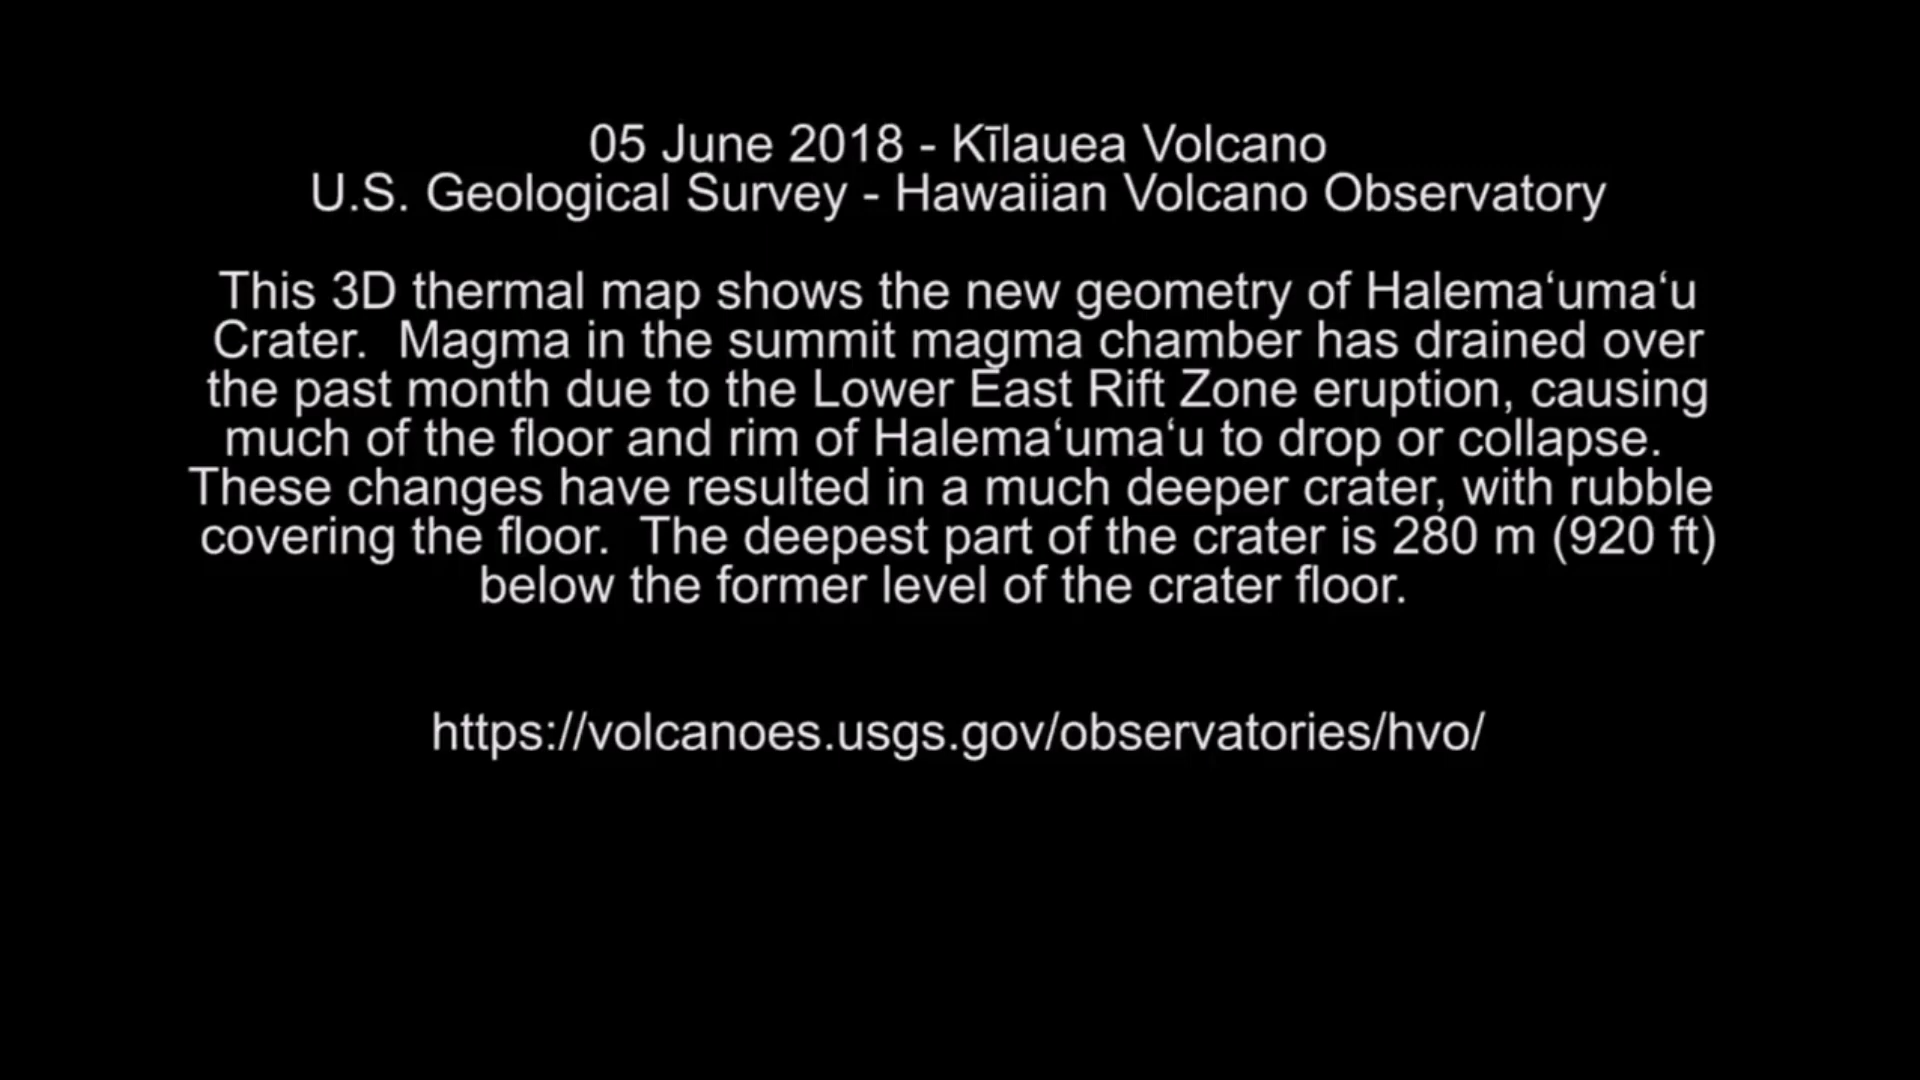 05 June 2018 - Kīlauea Volcano
U.S. Geological Survey - Hawaiian Volcano Observatory
This 3D thermal map shows the new geometry of Halemaʻumaʻu
Crater.  Magma in the summit magma chamber has drained over
the past month due to the Lower East Rift Zone eruption, causing
much of the floor and rim of Halemaʻumaʻu to drop or collapse.
These changes have resulted in a much deeper crater, with rubble
covering the floor.  The deepest part of the crater is 280 m (920 ft)
below the former level of the crater floor.
https://volcanoes.usgs.gov/observatories/hvo/